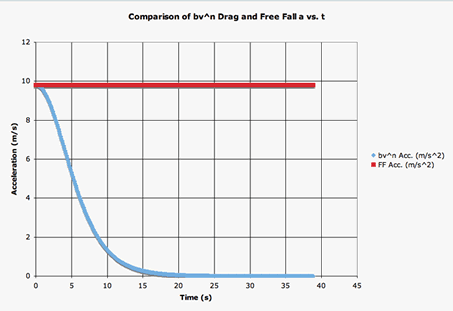 Comparison of bv^n Drag and Free Fall a vs. t
12
10
8
6
4
2
0
Acceleration (m/s)
0 5 10 15 20 25 30 35 40 45
Time (s)
bv^n Acc. (m/s^2)
FF Acc. (m/s^2)